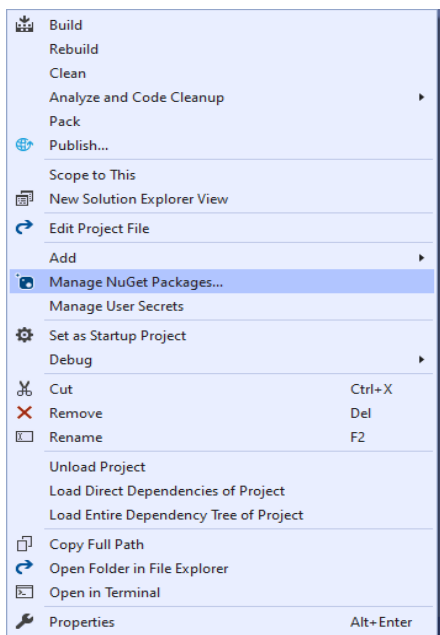 Build
Rebuild
Clean
Analyze and Code Cleanup
Pack
Publish...
Scope to This
New Solution Explorer View
Edit Project File
Add
Manage NuGet Packages...
Manage User Secrets
Set as Startup Project
Debug
Cut Ctrl+X
Remove Del
Rename F2
Unload Project
Load Direct Dependencies of Project
Load Entire Dependency Tree of Project
Copy Full Path
Open Folder in File Explorer
Open in Terminal
Properties Alt+Enter